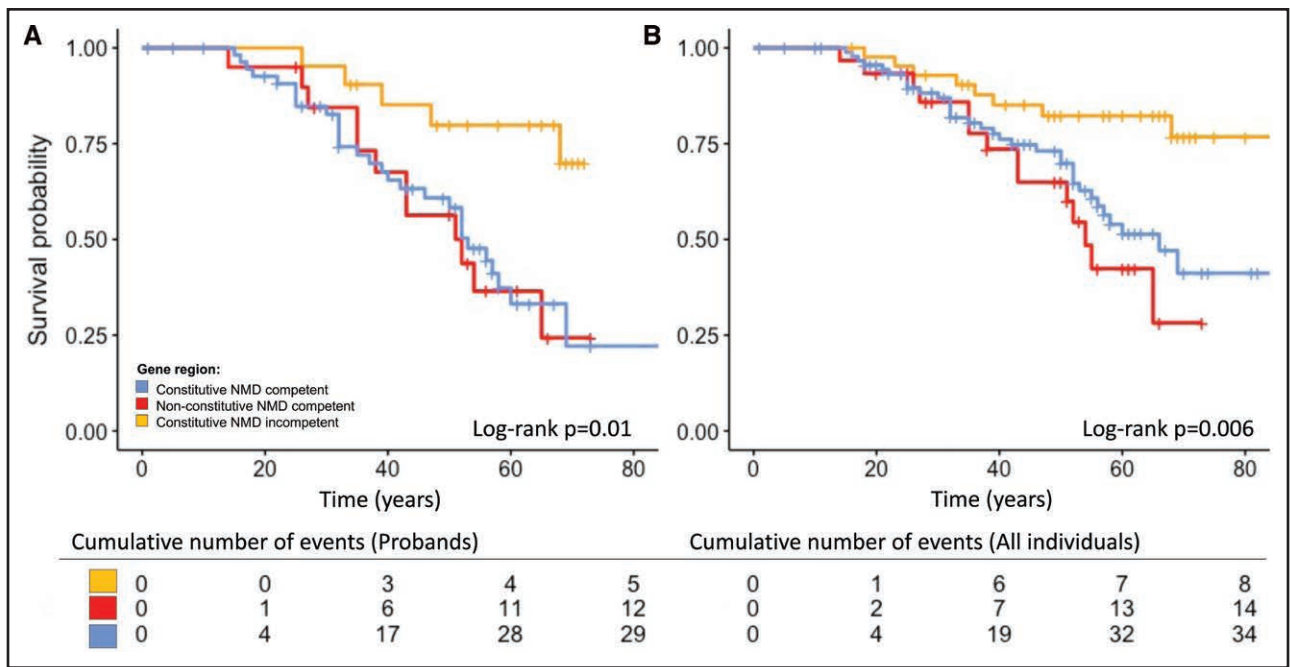 A
B
Survival probability
1.00
0.75
0.50
0.25
0.00
Gene region:
Constitutive NMD competent
Non-constitutive NMD competent
Constitutive NMD incompetent
Log-rank p=0.01
0 20 40 60 80
Time (years)
1.00
0.75
0.50
0.25
0.00
Log-rank p=0.006
0 20 40 60 80
Time (years)
Cumulative number of events (Probands)
0 0 3 4 5
0 1 6 11 12
0 4 17 28 29
Cumulative number of events (All individuals)
0 1 6 7 8
0 2 7 13 14
0 4 19 32 34